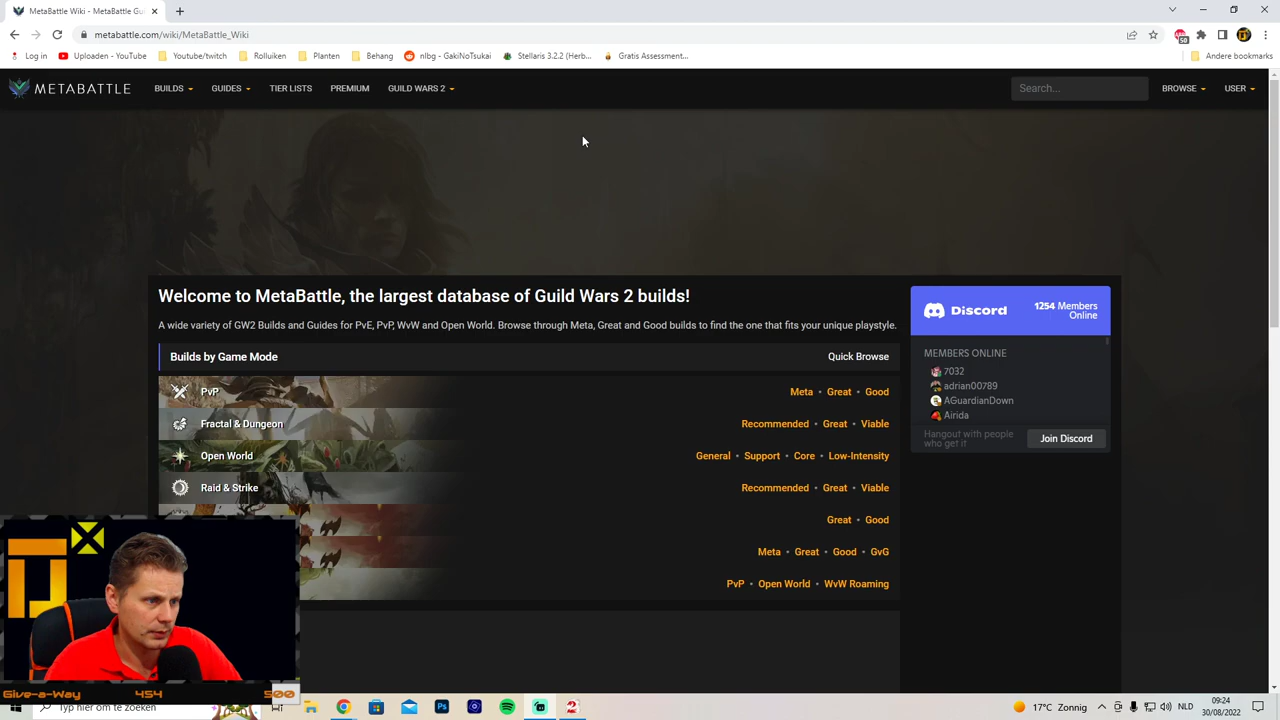 MetaBattle Wiki - MetaBattle Gu
metabattle.com/wiki/MetaBattle_Wiki
50
Log in
Uploaden - YouTube
Youtube/twitch
Rolluiken
Planten
Behang
nlbg - GakiNoTsukai
Stellaris 3.2.2 (Herb...
Gratis Assessment...
Andere bookmarks
METABATTLE
BUILDS
GUIDES
TIER LISTS
PREMIUM
GUILD WARS 2
Search...
BROWSE
USER
Welcome to MetaBattle, the largest database of Guild Wars 2 builds!
A wide variety of GW2 Builds and Guides for PvE, PvP, WvW and Open World. Browse through Meta, Great and Good builds to find the one that fits your unique playstyle.
Builds by Game Mode
Quick Browse
PvP
Meta • Great • Good
Fractal & Dungeon
Recommended • Great • Viable
Open World
General • Support • Core • Low-Intensity
Raid & Strike
Recommended • Great • Viable
Great • Good
Meta • Great • Good • GvG
PvP • Open World • WvW Roaming
Discord
1254 Members
Online
MEMBERS ONLINE
7032
adrian00789
AGuardianDown
Airida
Hangout with people
who get it
Join Discord
Give-a-Way 454 500
Typ hier om te zoeken
17°C Zonnig
NLD
09:24
30/08/2022